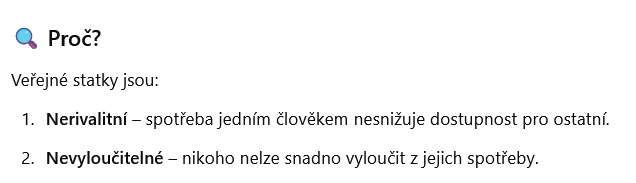 🔍 Proč?
Veřejné statky jsou:
1. Nerivalitní – spotřeba jedním člověkem nesnižuje dostupnost pro ostatní.
2. Nevyloučitelné – nikoho nelze snadno vyloučit z jejich spotřeby.